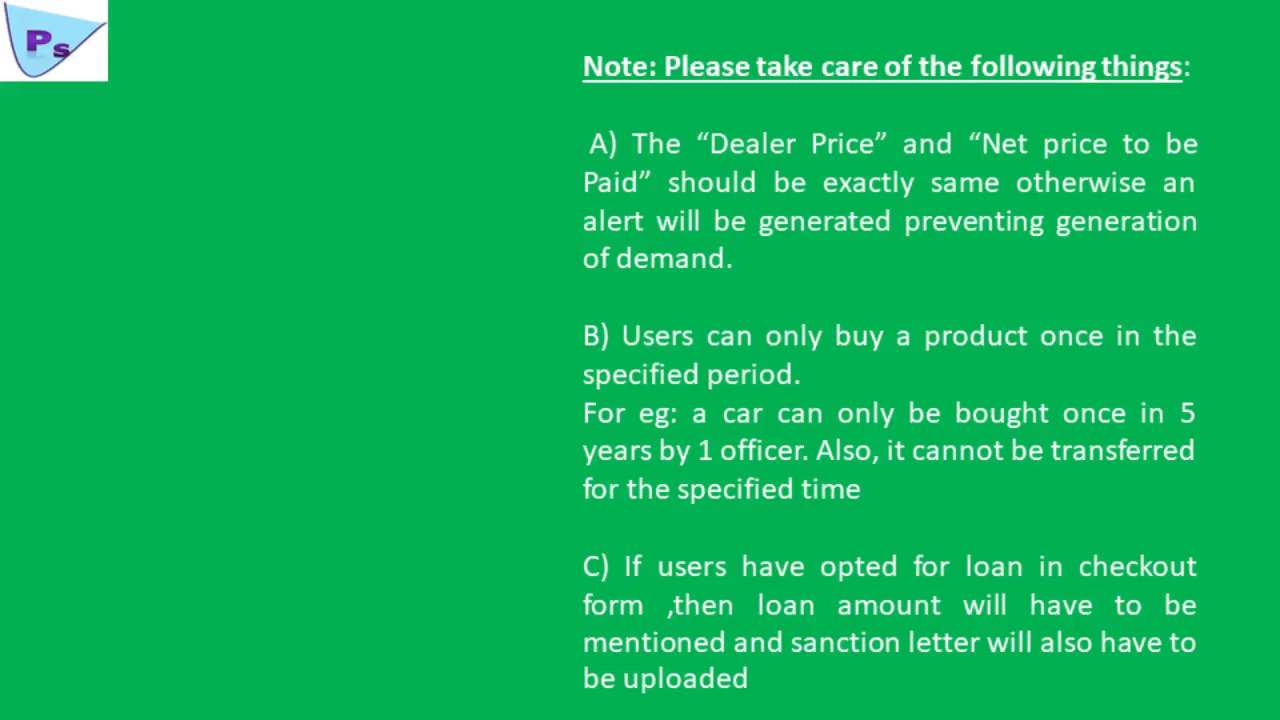 Ps
Note: Please take care of the following things:
A) The “Dealer Price” and “Net price to be
Paid” should be exactly same otherwise an
alert will be generated preventing generation
of demand.
B) Users can only buy a product once in the
specified period.
For eg: a car can only be bought once in 5
years by 1 officer. Also, it cannot be transferred
for the specified time
C) If users have opted for loan in checkout
form ,then loan amount will have to be
mentioned and sanction letter will also have to
be uploaded